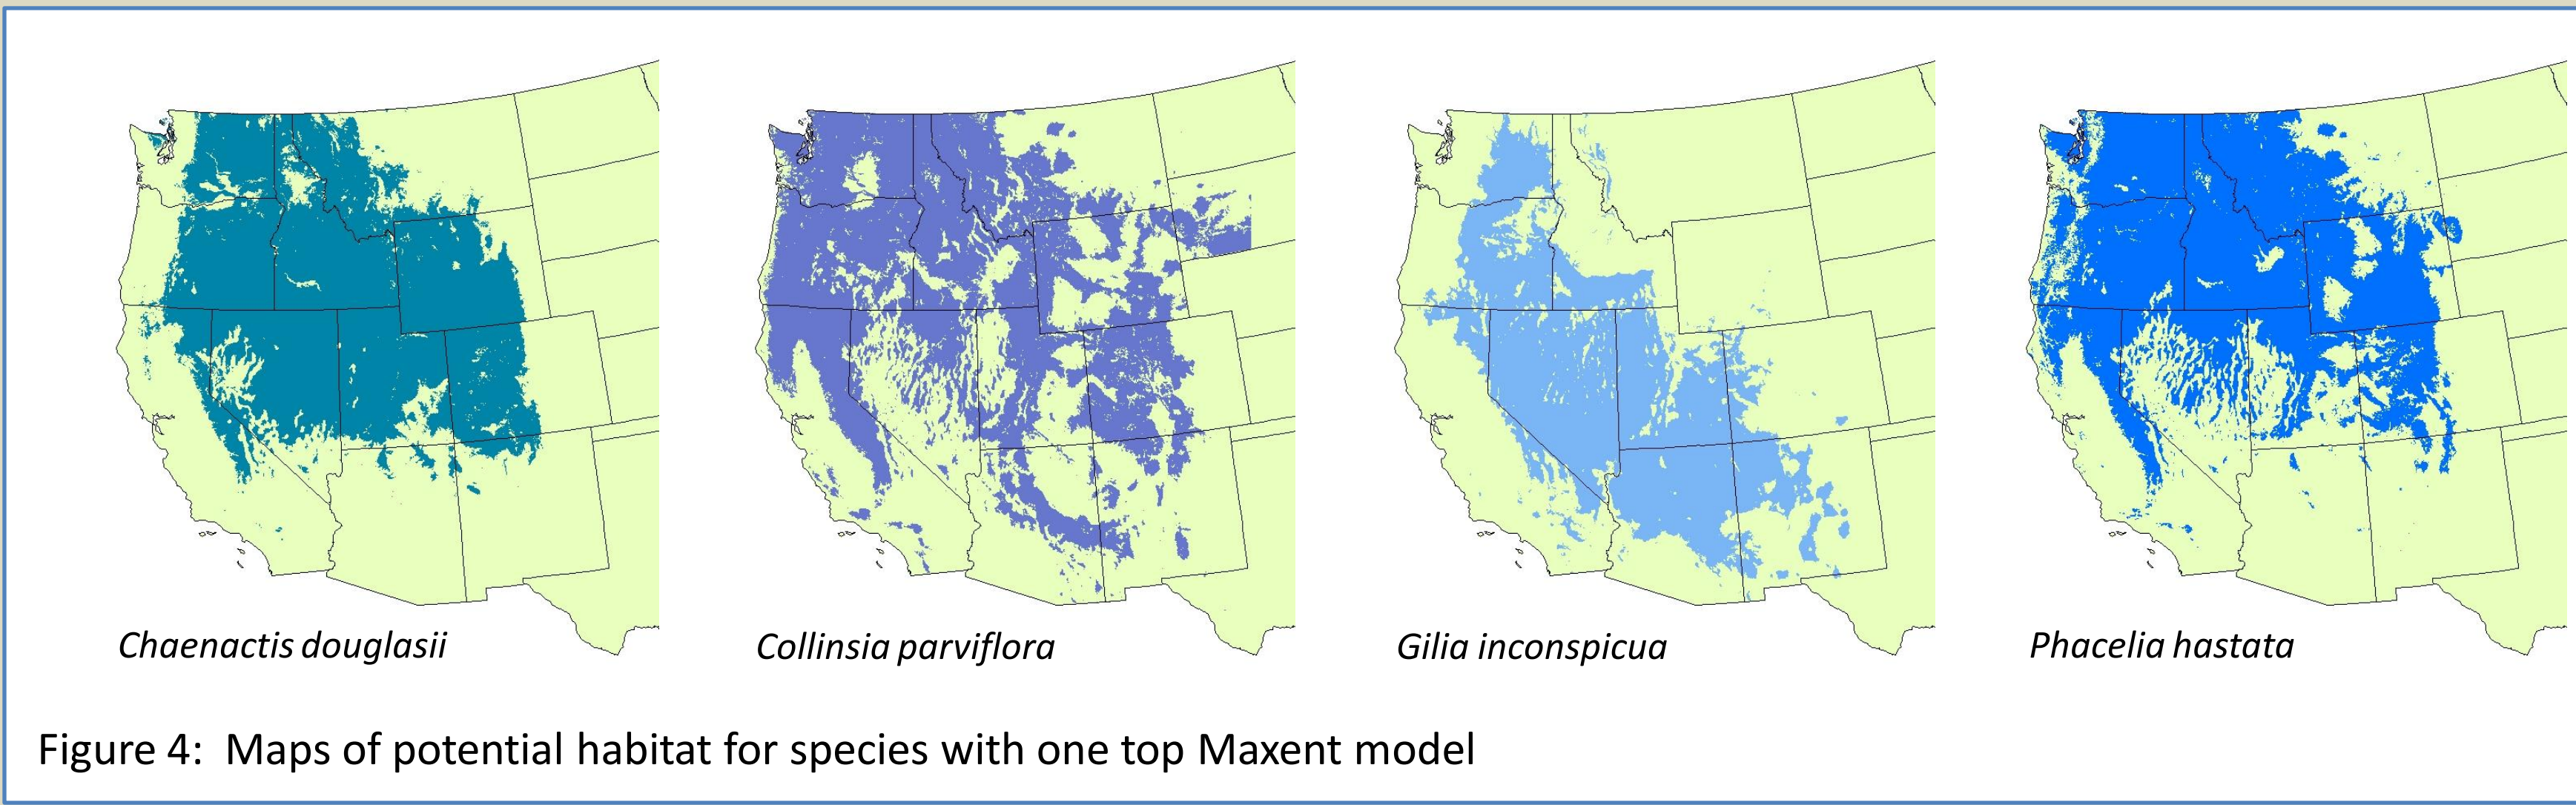 Chaenactis douglasii
Collinsia parviflora
Gilia inconspicua
Phacelia hastata
Figure 4: Maps of potential habitat for species with one top Maxent model